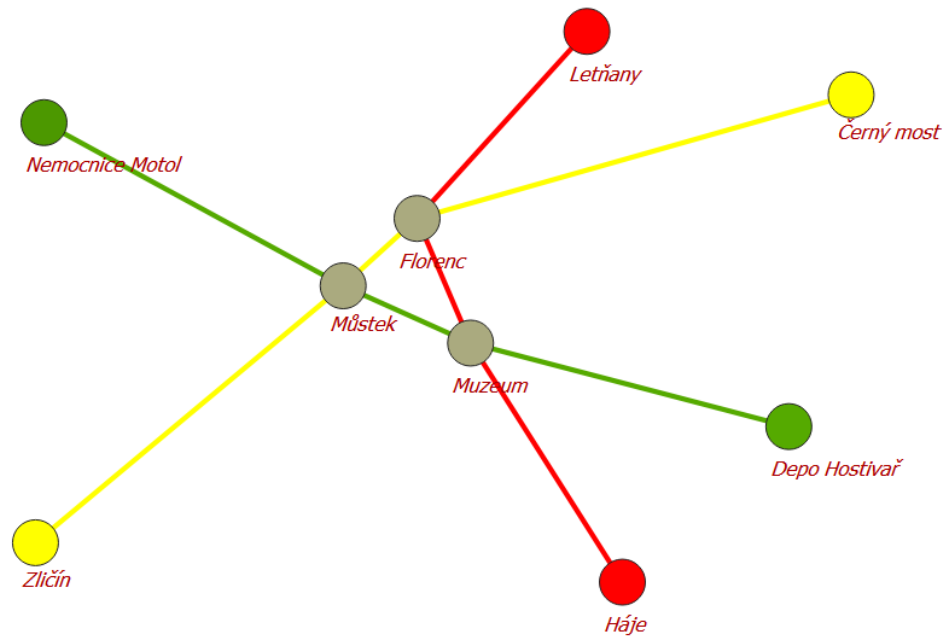 Letňany
Černý most
Nemocnice Motol
Florenc
Můstek
Muzeum
Depo Hostivař
Zličín
Háje